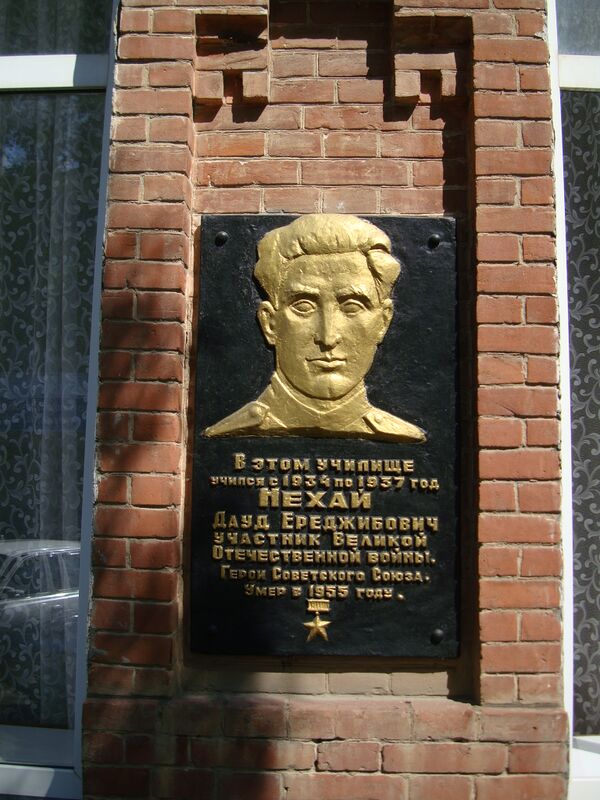 В этом училище
учился с 1934 по 1937 год
Нехай
Дауд Ереджибович
участник Великой
Отечественной войны.
Герой Советского Союза.
Умер в 1955 году.